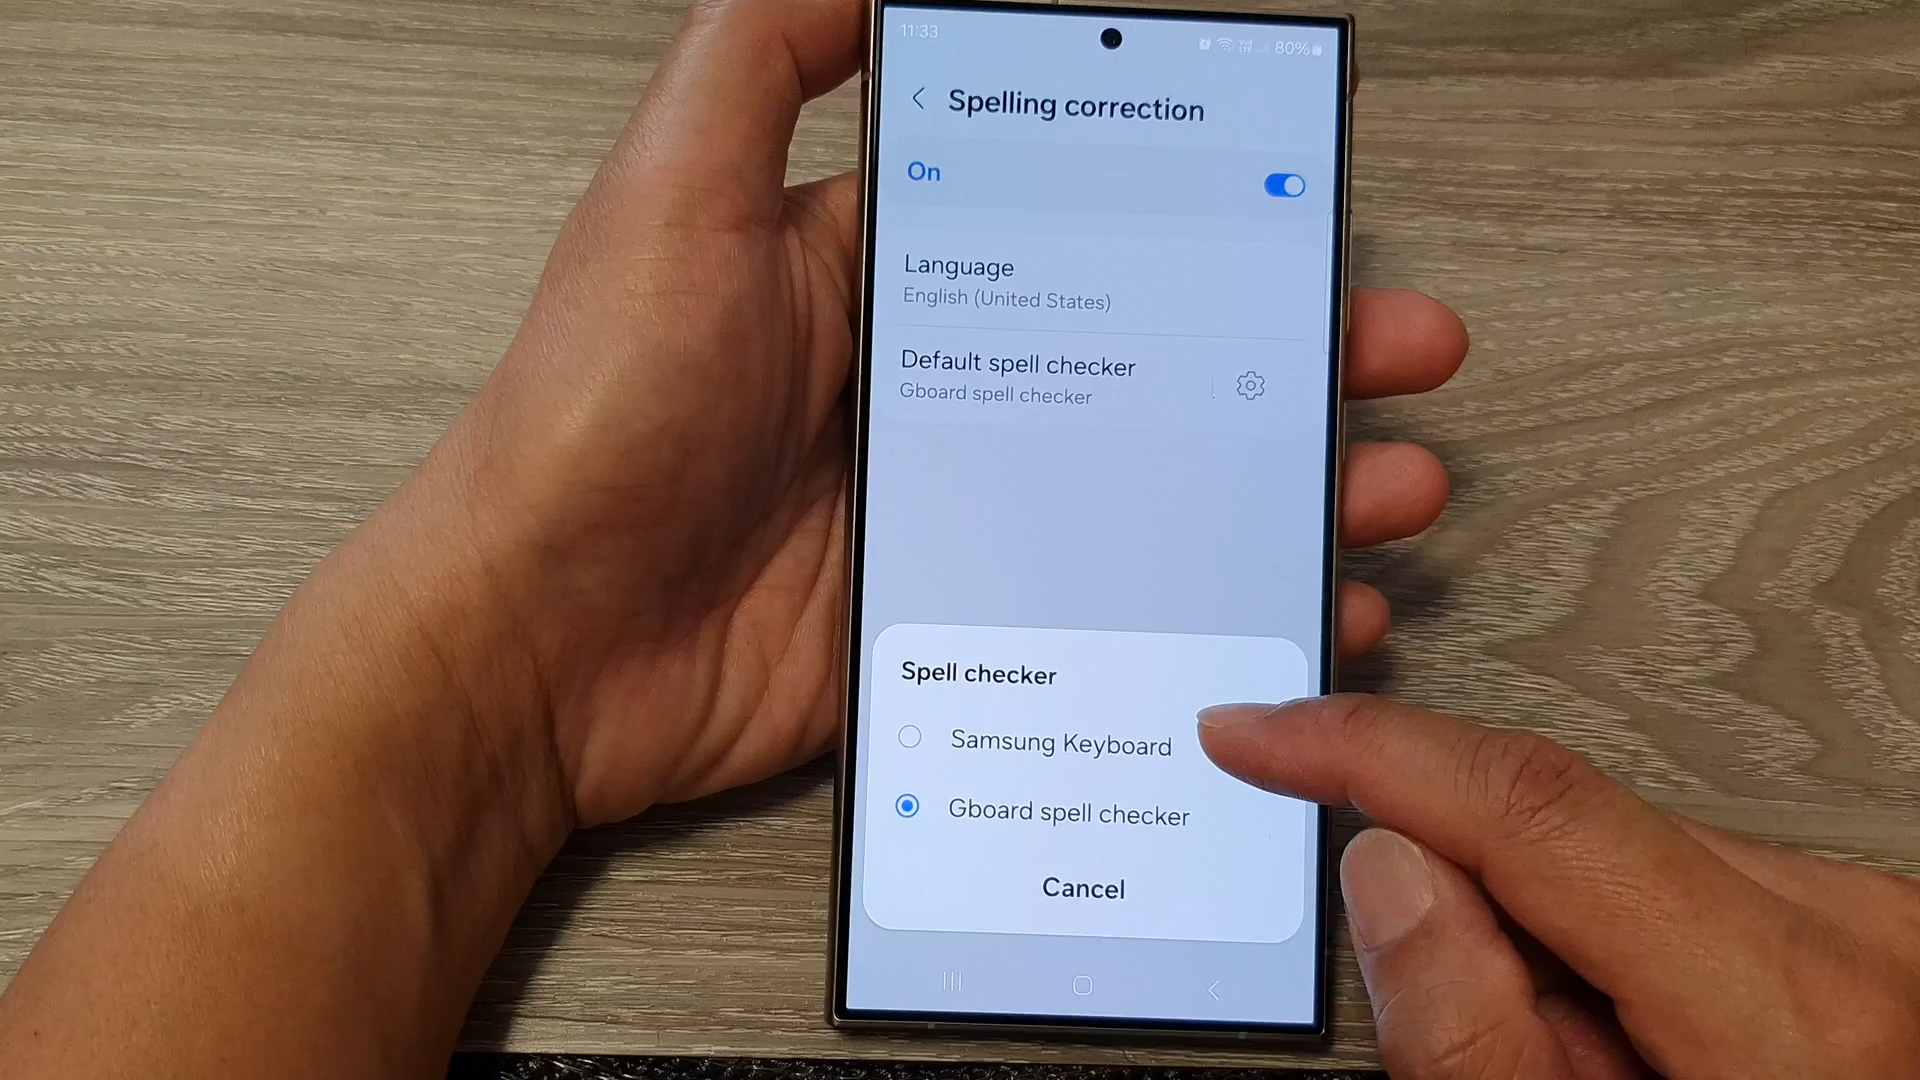 11:33
80%
Spelling correction
On
Language
English (United States)
Default spell checker
Gboard spell checker
Spell checker
Samsung Keyboard
Gboard spell checker
Cancel